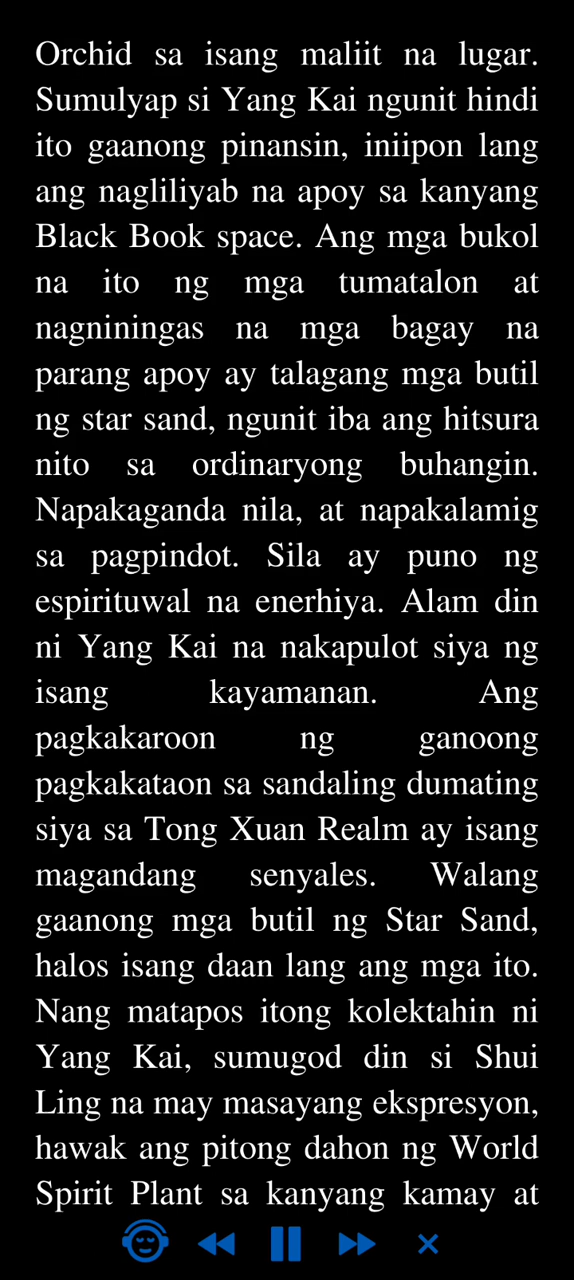 Orchid sa isang maliit na lugar.
Sumulyap si Yang Kai ngunit hindi
ito gaanong pinansin, iniipon lang
ang nagliliyab na apoy sa kanyang
Black Book space. Ang mga bukol
na ito ng mga tumatalon at
nagniningas na mga bagay na
parang apoy ay talagang mga butil
ng star sand, ngunit iba ang hitsura
nito sa ordinaryong buhangin.
Napakaganda nila, at napakalamig
sa pagpindot. Sila ay puno ng
espirituwal na enerhiya. Alam din
ni Yang Kai na nakapulot siya ng
isang kayamanan. Ang
pagkakaroon ng ganoong
pagkakataon sa sandaling dumating
siya sa Tong Xuan Realm ay isang
magandang senyales. Walang
gaanong mga butil ng Star Sand,
halos isang daan lang ang mga ito.
Nang matapos itong kolektahin ni
Yang Kai, sumugod din si Shui
Ling na may masayang ekspresyon,
hawak ang pitong dahon ng World
Spirit Plant sa kanyang kamay at